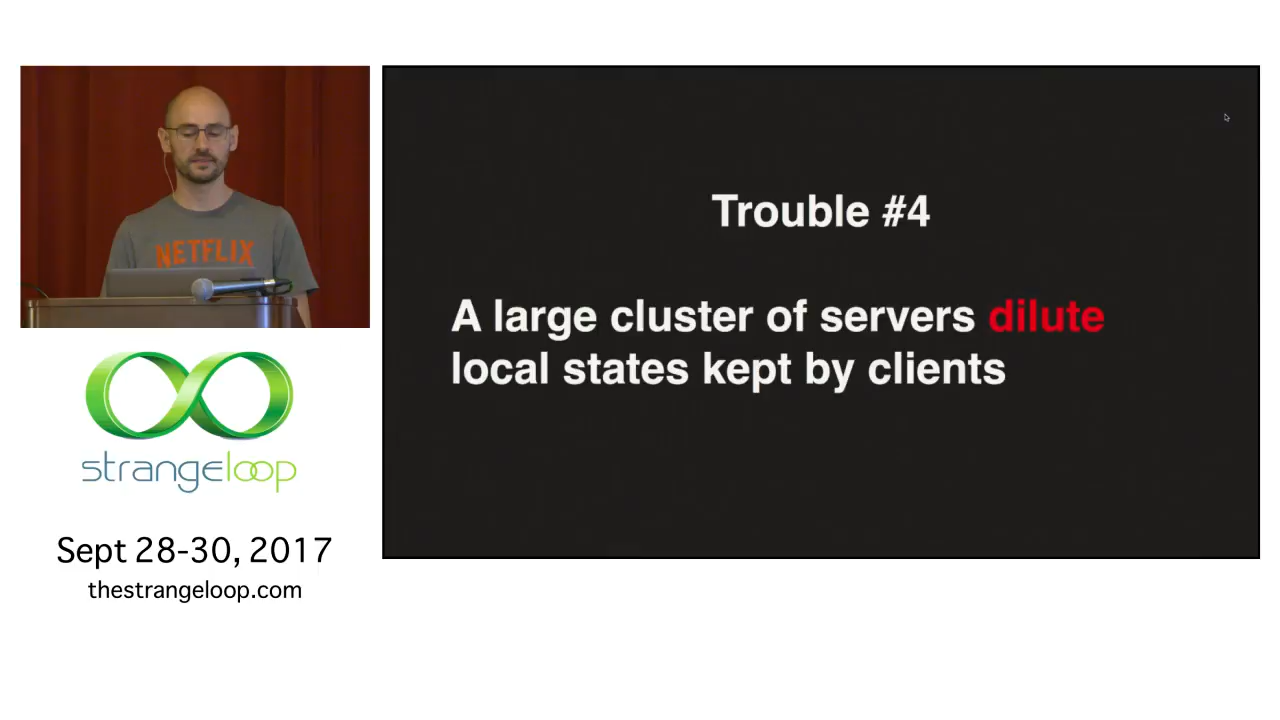 NETFLIX
strangeloop
Sept 28-30, 2017
thestrangeloop.com
Trouble #4
A large cluster of servers dilute
local states kept by clients